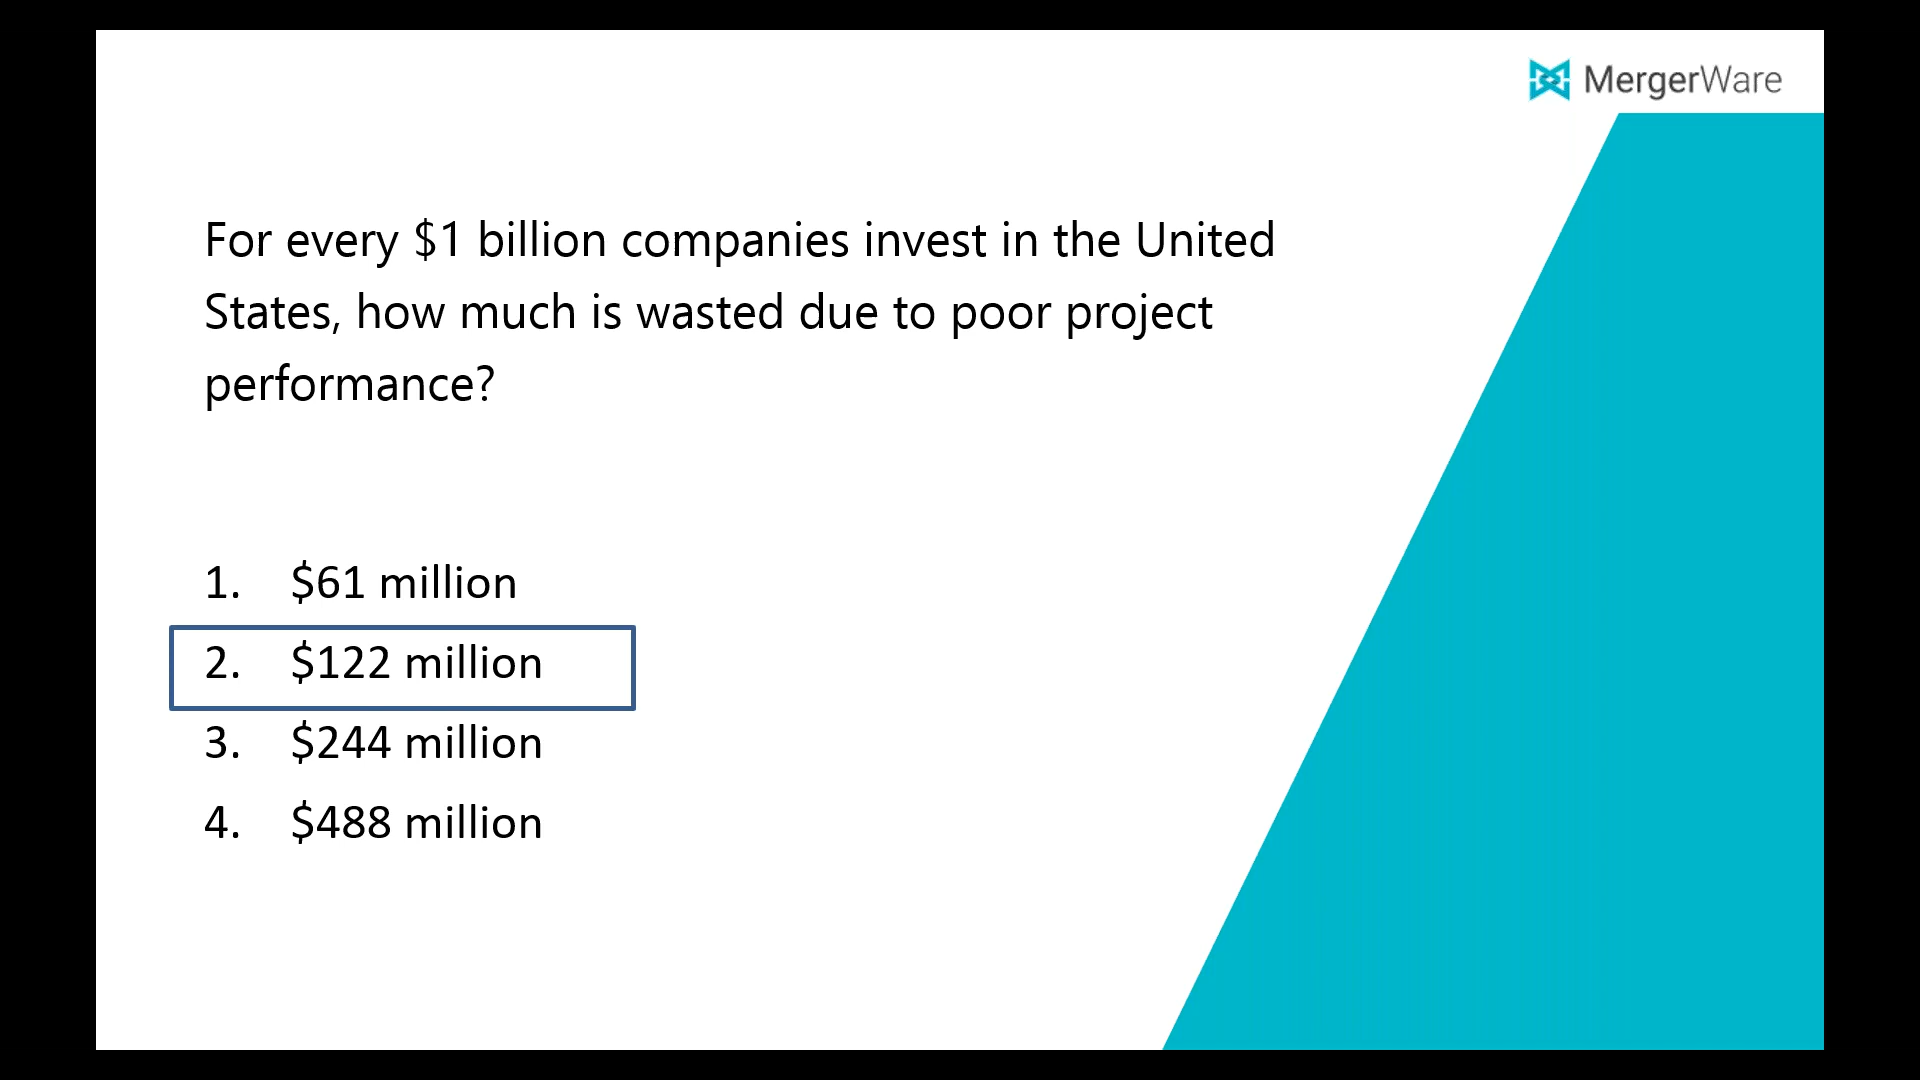 MergerWare
For every $1 billion companies invest in the United
States, how much is wasted due to poor project
performance?
1. $61 million
2. $122 million
3. $244 million
4. $488 million